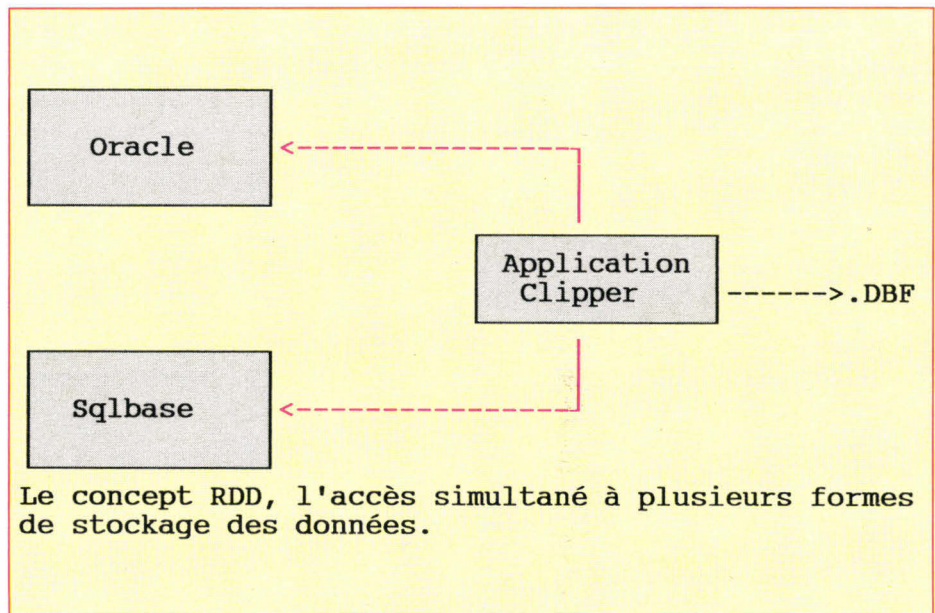 Oracle
Application
Clipper
------>.DBF
Sqlbase
Le concept RDD, l'accès simultané à plusieurs formes
de stockage des données.